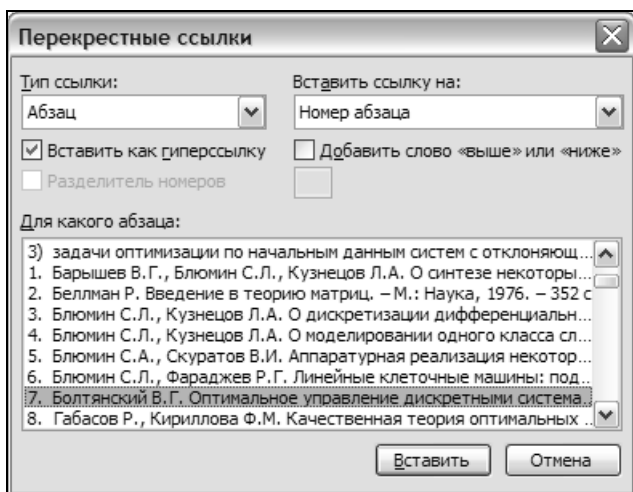 Перекрестные ссылки
Тип ссылки: Вставить ссылку на:
Абзац Номер абзаца
Вставить как гиперссылку Добавить слово «выше» или «ниже»
Разделитель номеров
Для какого абзаца:
3) задачи оптимизации по начальным данным систем с отклоняющ...
1. Барышев В.Г., Блюмин С.Л., Кузнецов Л.А. О синтезе некоторы...
2. Беллман Р. Введение в теорию матриц. – М.: Наука, 1976. – 352 с
3. Блюмин С.Л., Кузнецов Л.А. О дискретизации дифференциальн...
4. Блюмин С.Л., Кузнецов Л.А. О моделировании одного класса сл...
5. Блюмин С.А., Скуратов В.И. Аппаратурная реализация некотор...
6. Блюмин С.Л., Фараджев Р.Г. Линейные клеточные машины: под...
7. Болтянский В.Г. Оптимальное управление дискретными система...
8. Габасов Р., Кириллова Ф.М. Качественная теория оптимальных ...
Вставить Отмена